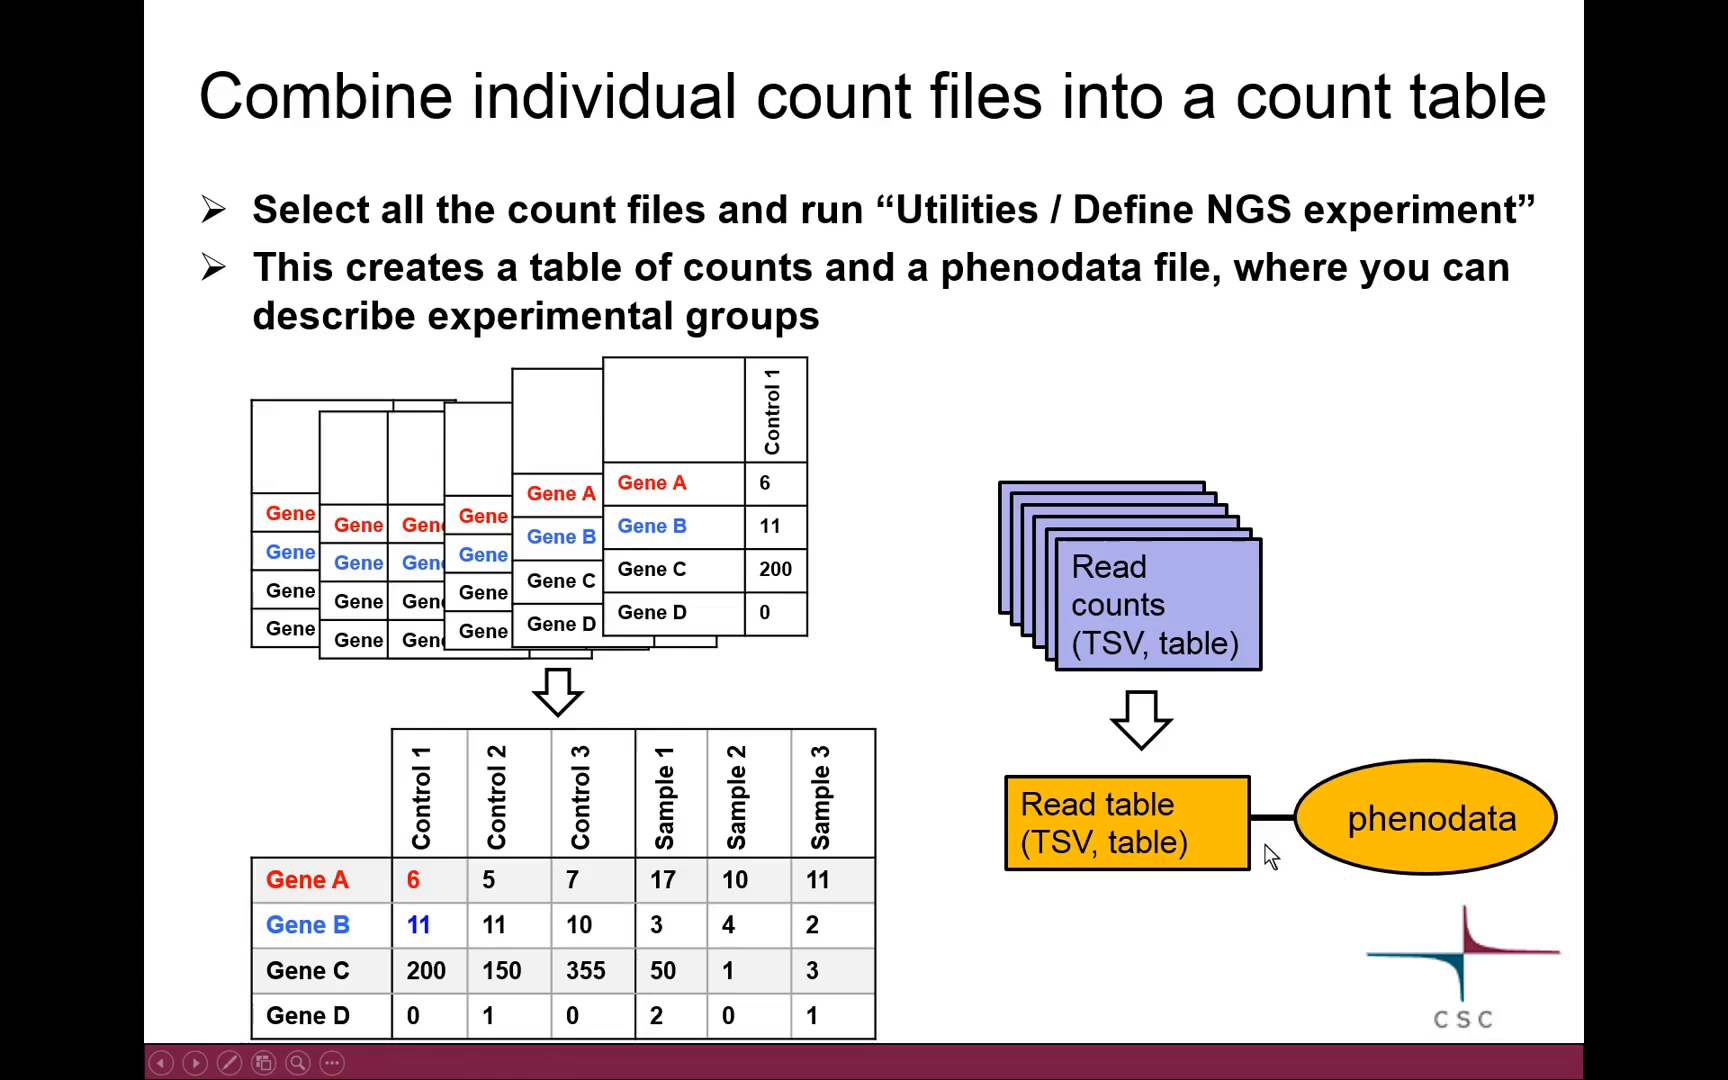 Combine individual count files into a count table
➢ Select all the count files and run “Utilities / Define NGS experiment”
➢ This creates a table of counts and a phenodata file, where you can
describe experimental groups
Control 1
Gene Gene Gene Gene Gene A Gene A 6
Gene Gene Gene Gene Gene B Gene B 11
Gene Gene Gene Gene Gene C Gene C 200
Gene Gene Gene Gene Gene D Gene D 0
Control 1 Control 2 Control 3 Sample 1 Sample 2 Sample 3
Gene A 6 5 7 17 10 11
Gene B 11 11 10 3 4 2
Gene C 200 150 355 50 1 3
Gene D 0 1 0 2 0 1
Read
counts
(TSV, table)
Read table
(TSV, table)
phenodata
CSC